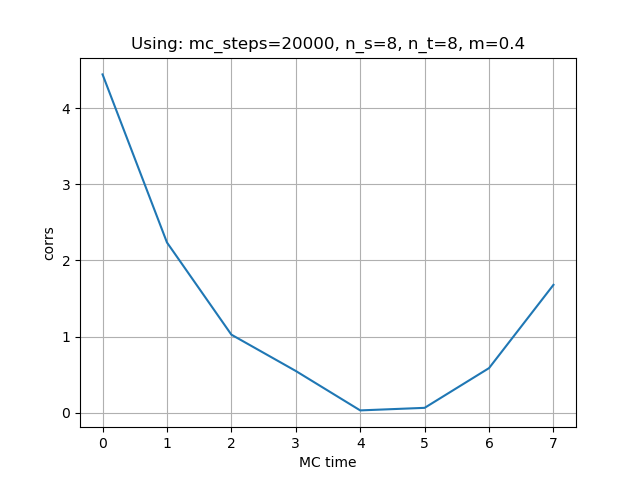 Using: mc_steps=20000, n_s=8, n_t=8, m=0.4
4
3
2
1
0
corrs
0 1 2 3 4 5 6 7
MC time